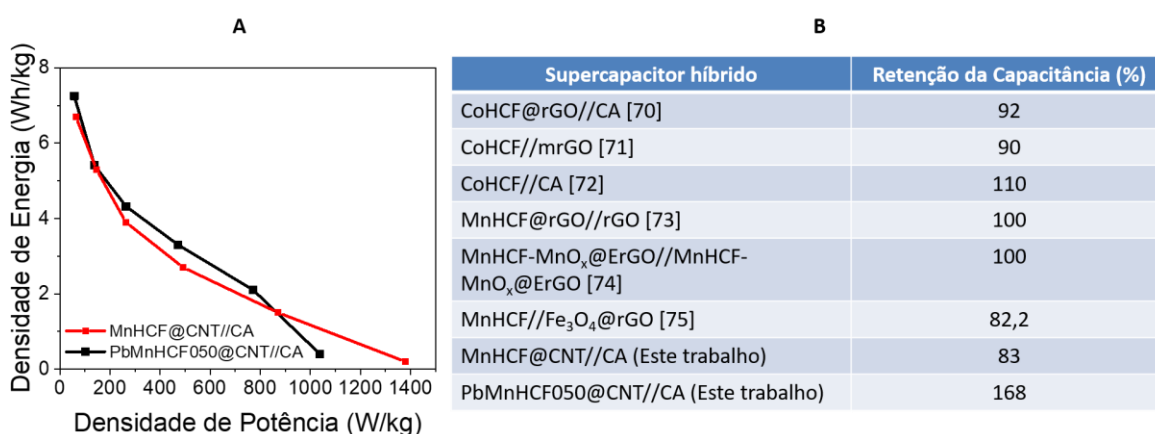 A
Densidade de Energia (Wh/kg)
8
6
4
2
0
MnHCF@CNT//CA
PbMnHCF050@CNT//CA
0 200 400 600 800 1000 1200 1400
Densidade de Potência (W/kg)
B
Supercapacitor híbrido Retenção da Capacitância (%)
CoHCF@rGO//CA [70] 92
CoHCF//mrGO [71] 90
CoHCF//CA [72] 110
MnHCF@rGO//rGO [73] 100
MnHCF-MnOₓ@ErGO//MnHCF- 100
MnOₓ@ErGO [74]
MnHCF//Fe₃O₄@rGO [75] 82,2
MnHCF@CNT//CA (Este trabalho) 83
PbMnHCF050@CNT//CA (Este trabalho) 168